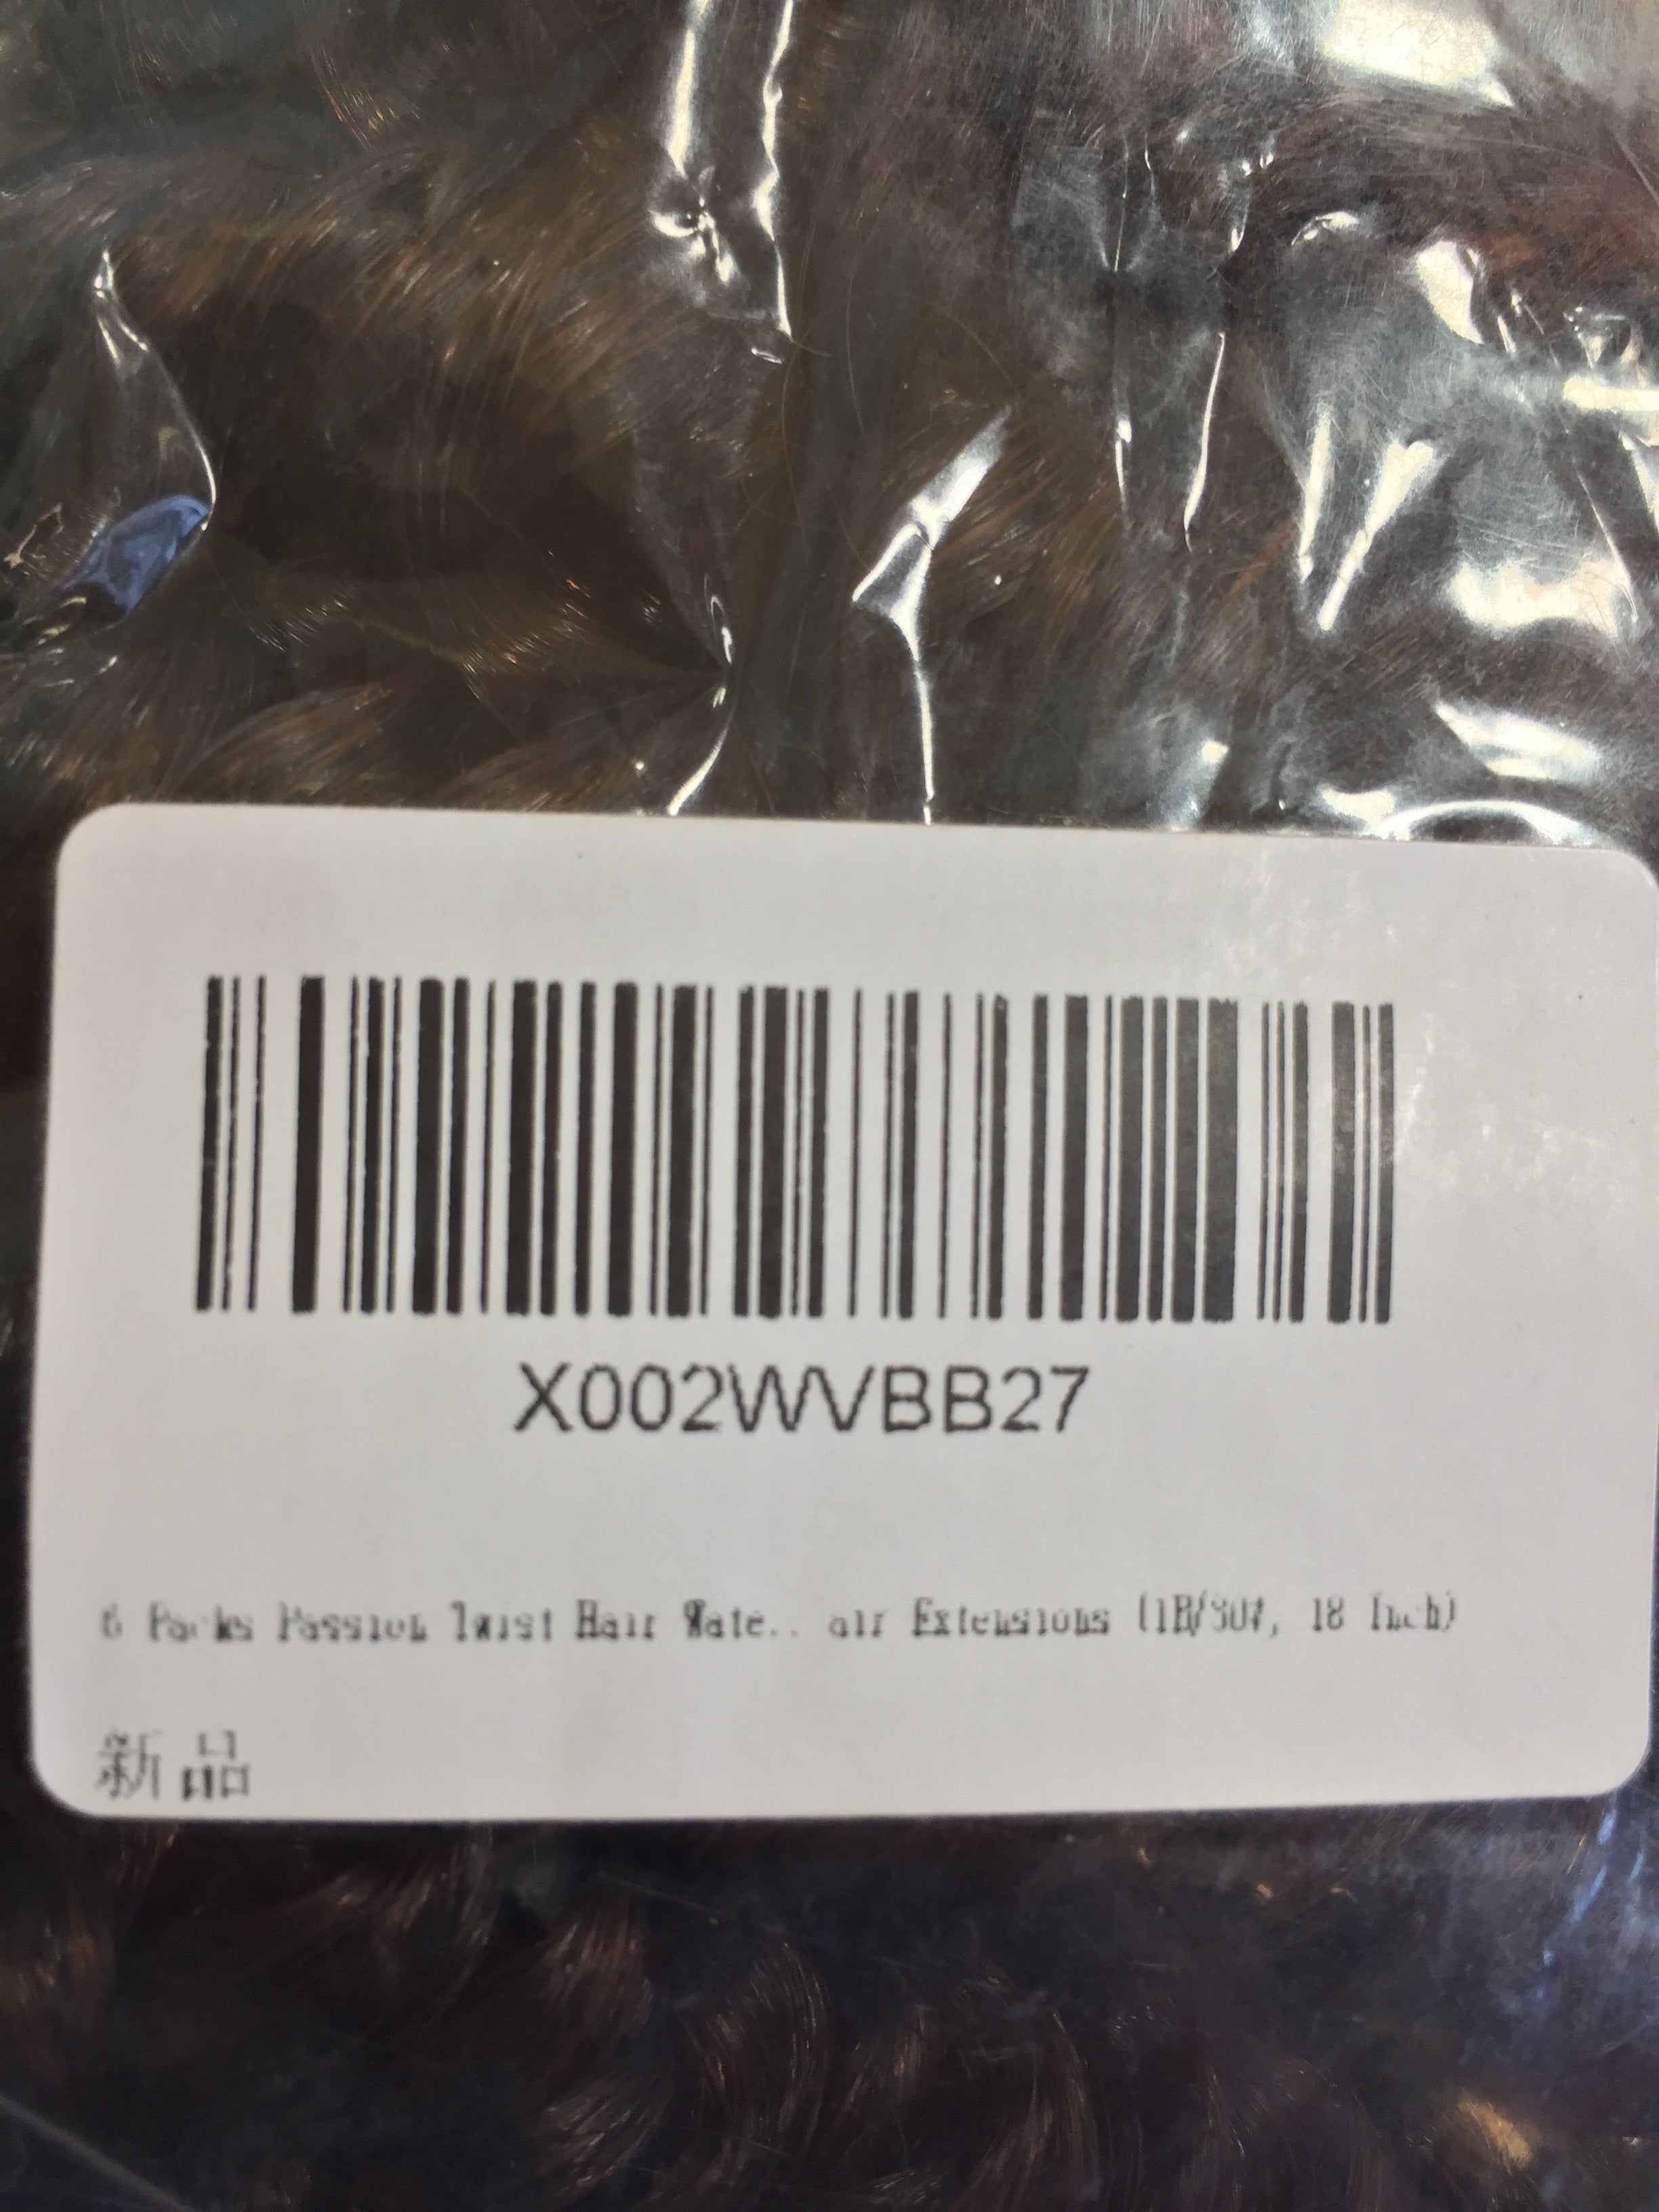 X002WVBB27
6 Packs Passion Twist Hair Wate... air Extensions (1B/30#, 18 Inch)
新品